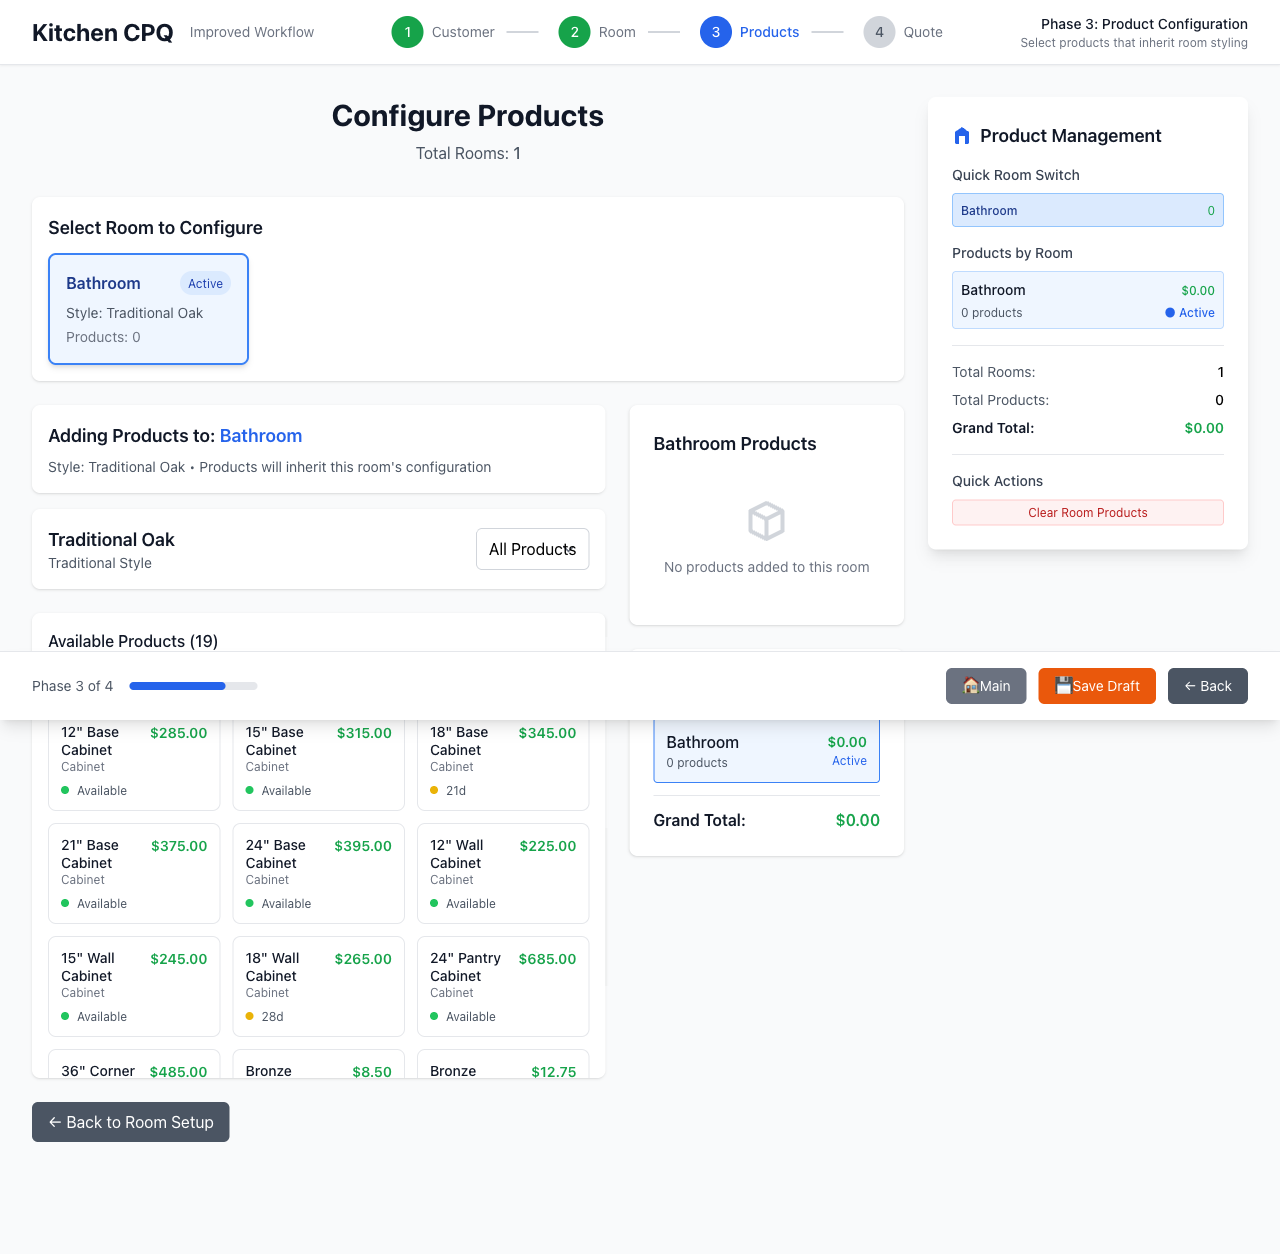 Kitchen CPQ
Improved Workflow
1 Customer
2 Room
3 Products
4 Quote
Phase 3: Product Configuration
Select products that inherit room styling
Configure Products
Total Rooms: 1
Select Room to Configure
Bathroom Active
Style: Traditional Oak
Products: 0
Adding Products to: Bathroom
Style: Traditional Oak • Products will inherit this room's configuration
Traditional Oak
Traditional Style
All Products
Available Products (19)
Bathroom Products
No products added to this room
Product Management
Quick Room Switch
Bathroom 0
Products by Room
Bathroom $0.00
0 products Active
Total Rooms: 1
Total Products: 0
Grand Total: $0.00
Quick Actions
Clear Room Products
Phase 3 of 4
Main
Save Draft
← Back
12" Base Cabinet $285.00
Cabinet
Available
15" Base Cabinet $315.00
Cabinet
Available
18" Base Cabinet $345.00
Cabinet
21d
21" Base Cabinet $375.00
Cabinet
Available
24" Base Cabinet $395.00
Cabinet
Available
12" Wall Cabinet $225.00
Cabinet
Available
15" Wall Cabinet $245.00
Cabinet
Available
18" Wall Cabinet $265.00
Cabinet
28d
24" Pantry Cabinet $685.00
Cabinet
Available
36" Corner $485.00
Bronze $8.50
Bronze $12.75
Bathroom $0.00
0 products Active
Grand Total: $0.00
← Back to Room Setup